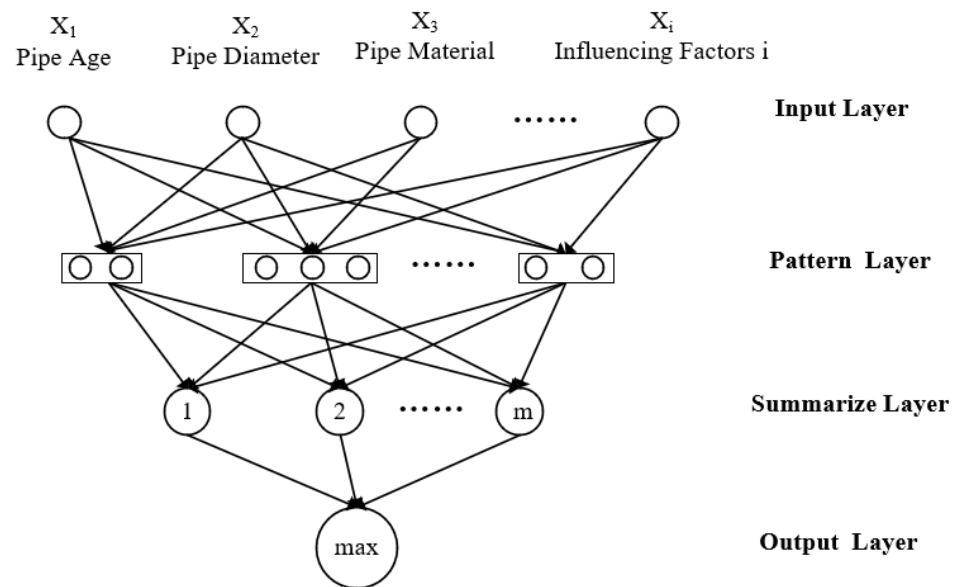 X₁ X₂ X₃ Xᵢ
Pipe Age Pipe Diameter Pipe Material Influencing Factors i
······ Input Layer
······ Pattern Layer
1 2 ······ m Summarize Layer
max Output Layer